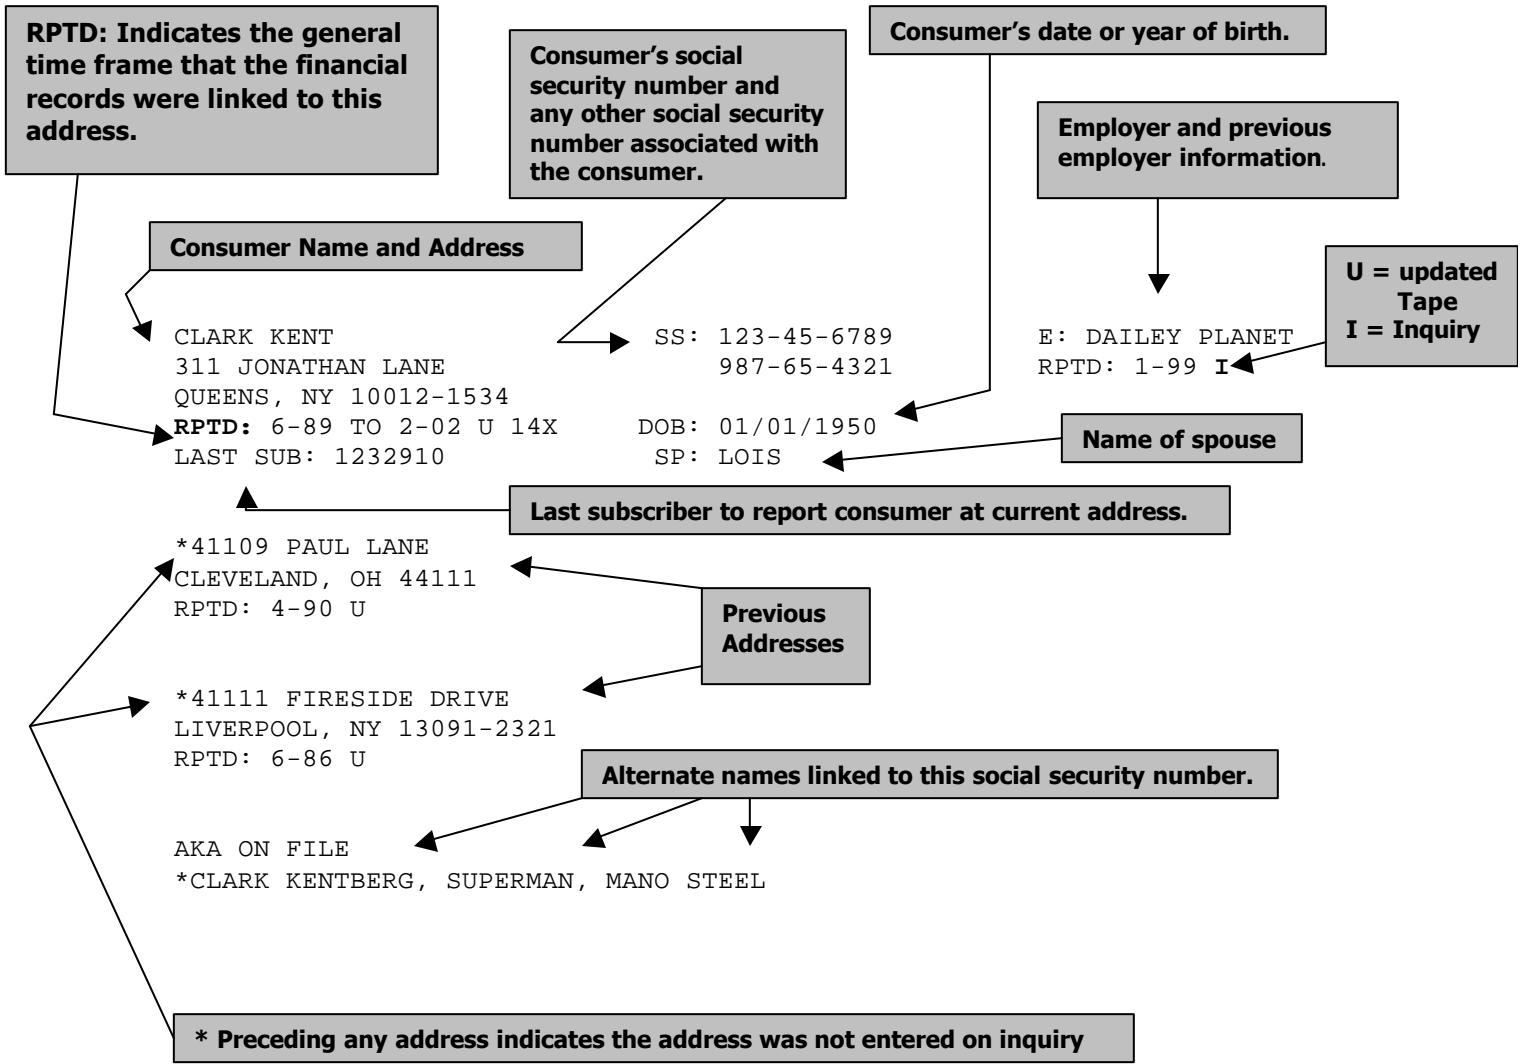 RPTD: Indicates the general
time frame that the financial
records were linked to this
address.
Consumer's social
security number and
any other social security
number associated with
the consumer.
Consumer's date or year of birth.
Employer and previous
employer information.
Consumer Name and Address
U = updated
Tape
I = Inquiry
CLARK KENT
311 JONATHAN LANE
QUEENS, NY 10012-1534
RPTD: 6-89 TO 2-02 U 14X
LAST SUB: 1232910
SS: 123-45-6789
987-65-4321
DOB: 01/01/1950
SP: LOIS
E: DAILEY PLANET
RPTD: 1-99 I
Name of spouse
Last subscriber to report consumer at current address.
*41109 PAUL LANE
CLEVELAND, OH 44111
RPTD: 4-90 U
Previous
Addresses
*41111 FIRESIDE DRIVE
LIVERPOOL, NY 13091-2321
RPTD: 6-86 U
Alternate names linked to this social security number.
AKA ON FILE
*CLARK KENTBERG, SUPERMAN, MANO STEEL
* Preceding any address indicates the address was not entered on inquiry